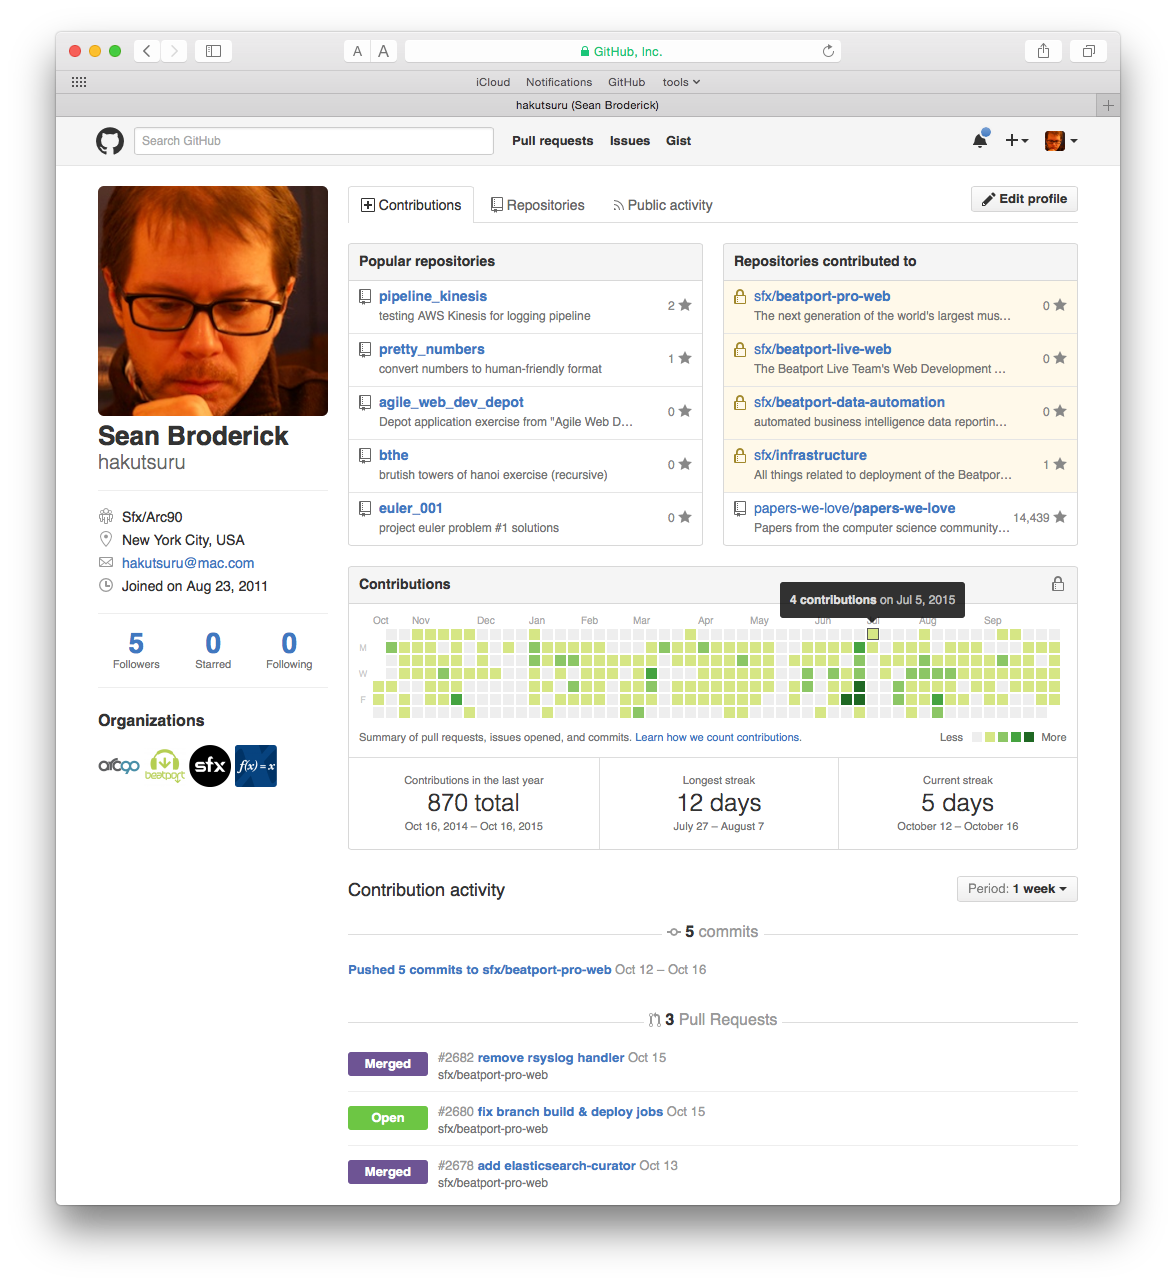 A A GitHub, Inc.
iCloud Notifications GitHub tools
hakutsuru (Sean Broderick)
Search GitHub Pull requests Issues Gist
Contributions Repositories Public activity Edit profile
Sean Broderick
hakutsuru
Sfx/Arc90
New York City, USA
hakutsuru@mac.com
Joined on Aug 23, 2011
5 0 0
Followers Starred Following
Organizations
arc90 beatport sfx f(x)=x
Popular repositories
pipeline_kinesis
testing AWS Kinesis for logging pipeline
2
pretty_numbers
convert numbers to human-friendly format
1
agile_web_dev_depot
Depot application exercise from "Agile Web D…
0
bthe
brutish towers of hanoi exercise (recursive)
0
euler_001
project euler problem #1 solutions
0
Repositories contributed to
sfx/beatport-pro-web
The next generation of the world's largest mus…
0
sfx/beatport-live-web
The Beatport Live Team's Web Development …
0
sfx/beatport-data-automation
automated business intelligence data reportin…
0
sfx/infrastructure
All things related to deployment of the Beatpor…
1
papers-we-love/papers-we-love
Papers from the computer science community…
14,439
Contributions
4 contributions on Jul 5, 2015
Oct Nov Dec Jan Feb Mar Apr May Jun Jul Aug Sep
M
W
F
Summary of pull requests, issues opened, and commits. Learn how we count contributions. Less More
Contributions in the last year
870 total
Oct 16, 2014 – Oct 16, 2015
Longest streak
12 days
July 27 – August 7
Current streak
5 days
October 12 – October 16
Contribution activity Period: 1 week
5 commits
Pushed 5 commits to sfx/beatport-pro-web Oct 12 – Oct 16
3 Pull Requests
Merged #2682 remove rsyslog handler Oct 15
sfx/beatport-pro-web
Open #2680 fix branch build & deploy jobs Oct 15
sfx/beatport-pro-web
Merged #2678 add elasticsearch-curator Oct 13
sfx/beatport-pro-web